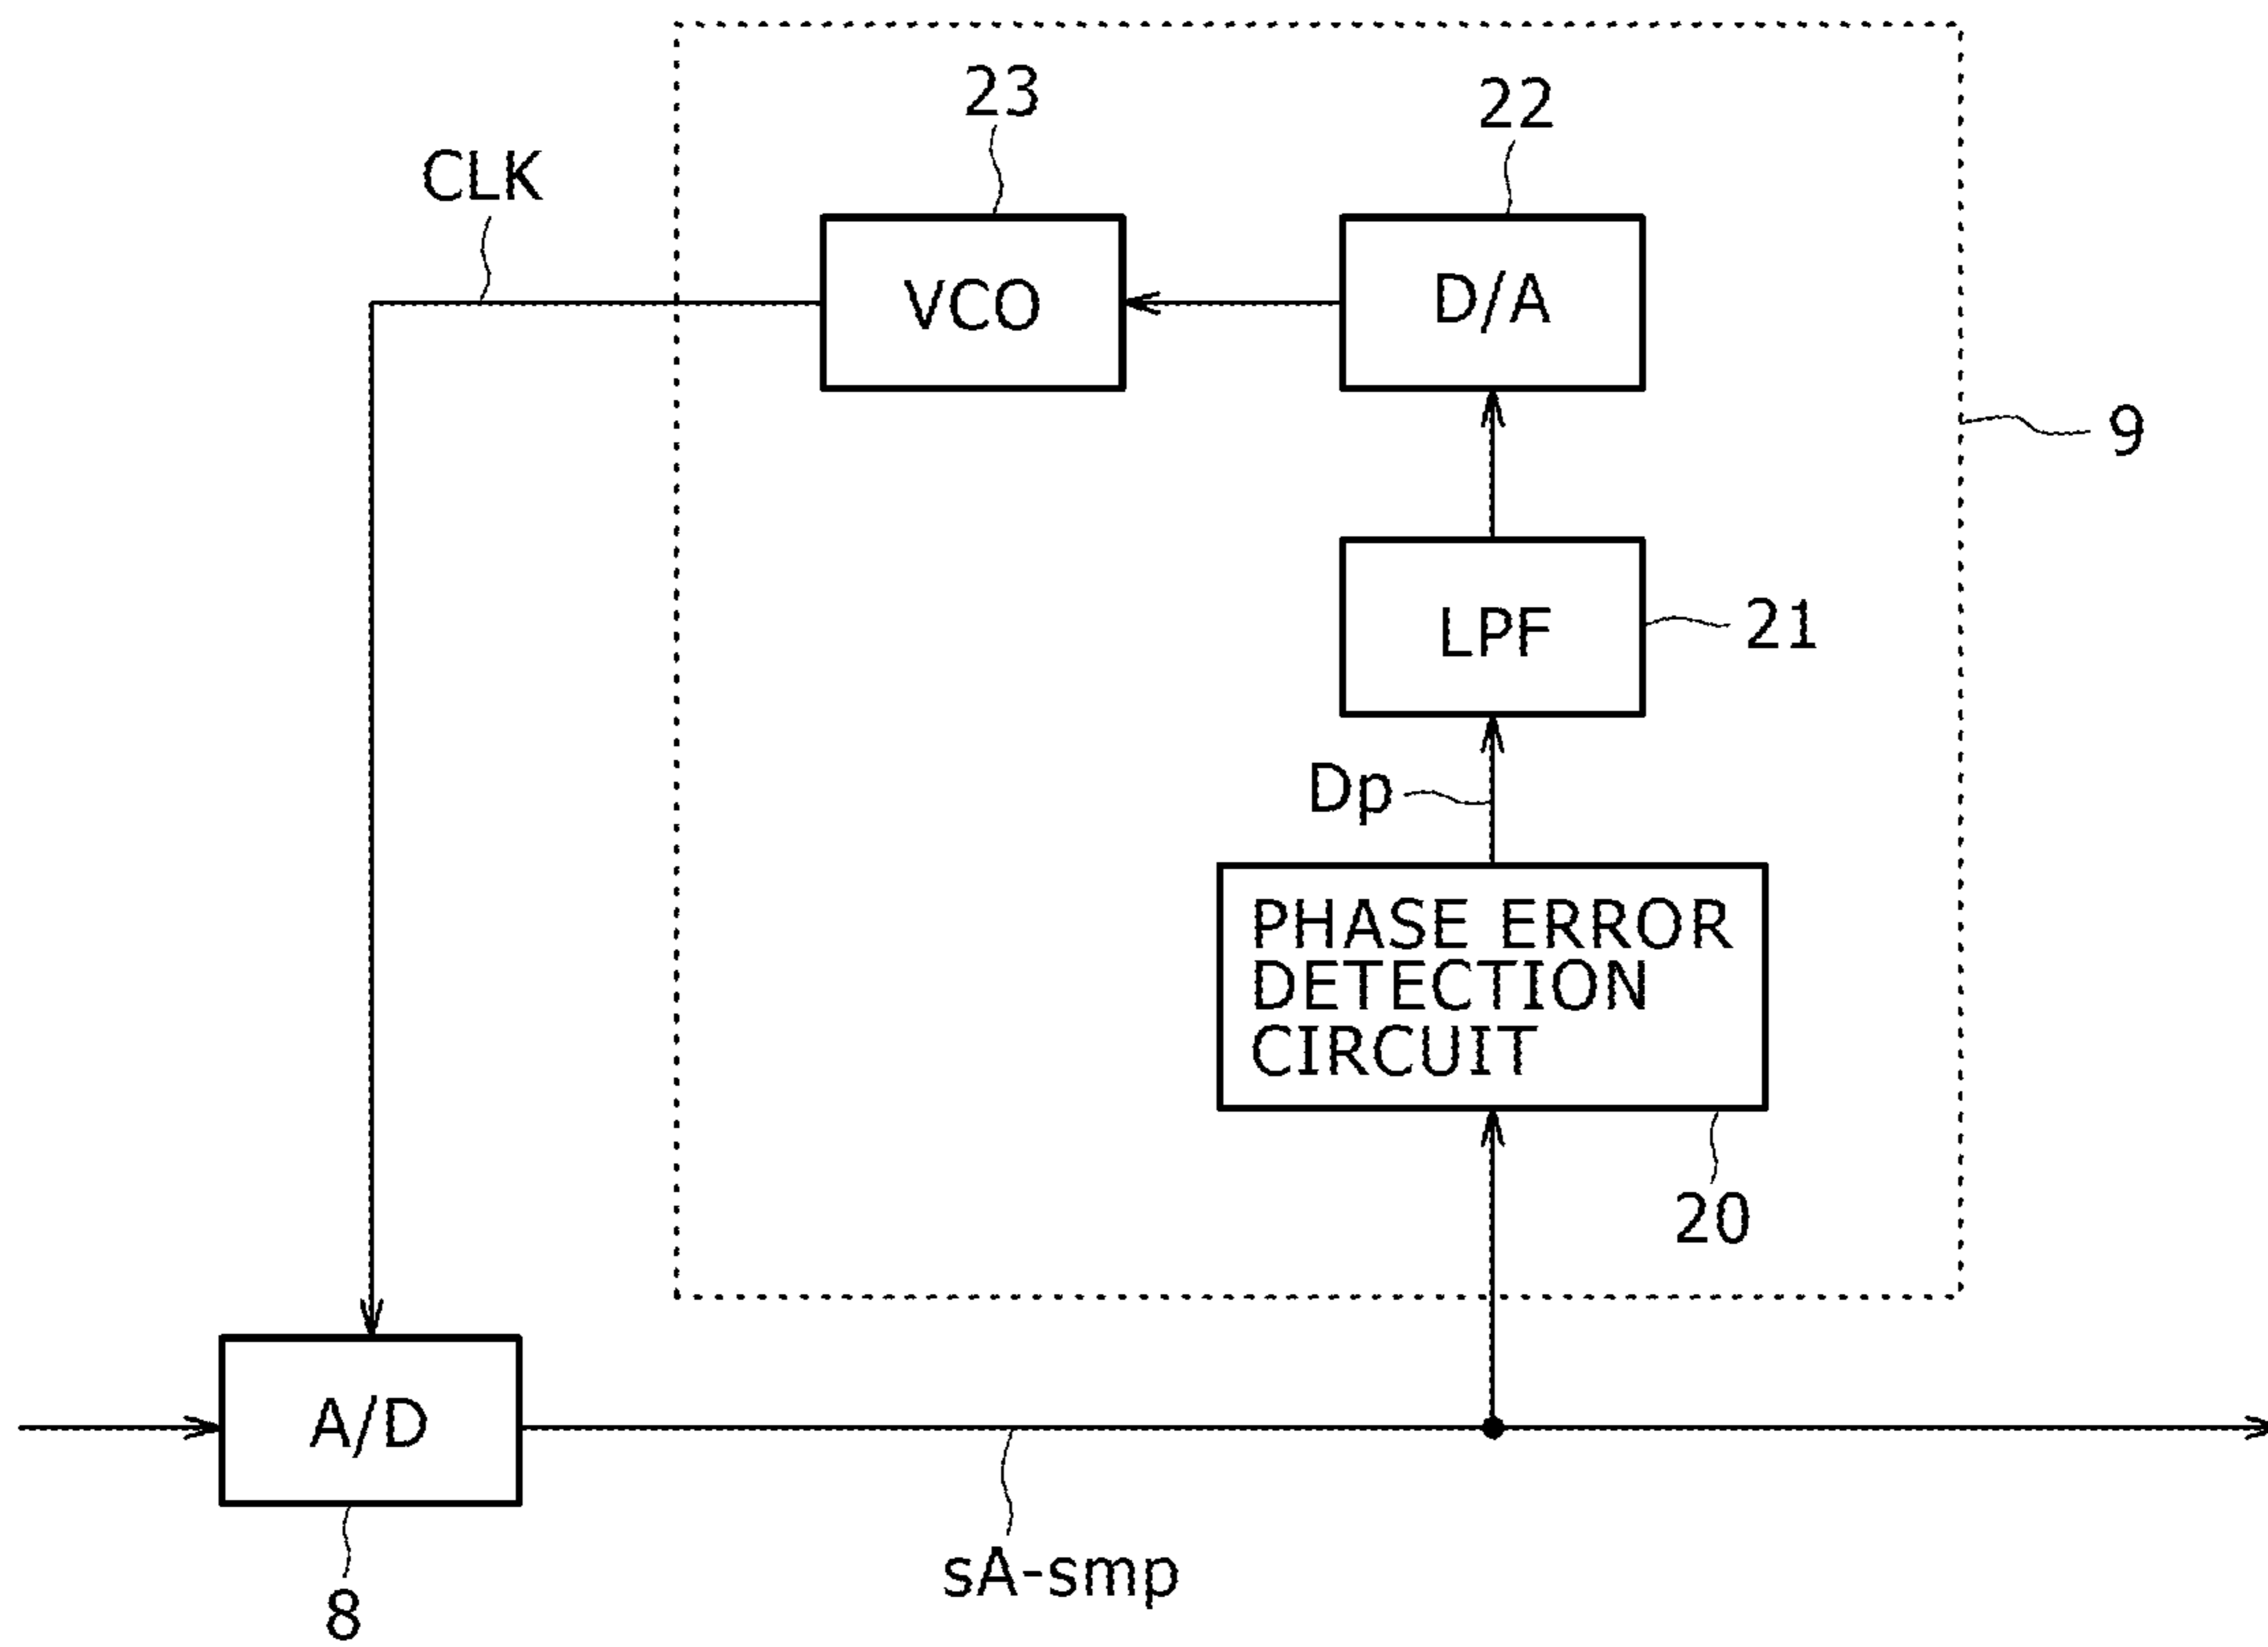 23
22
CLK
VCO
D/A
9
LPF
21
Dp
PHASE ERROR
DETECTION
CIRCUIT
20
A/D
sA-smp
8